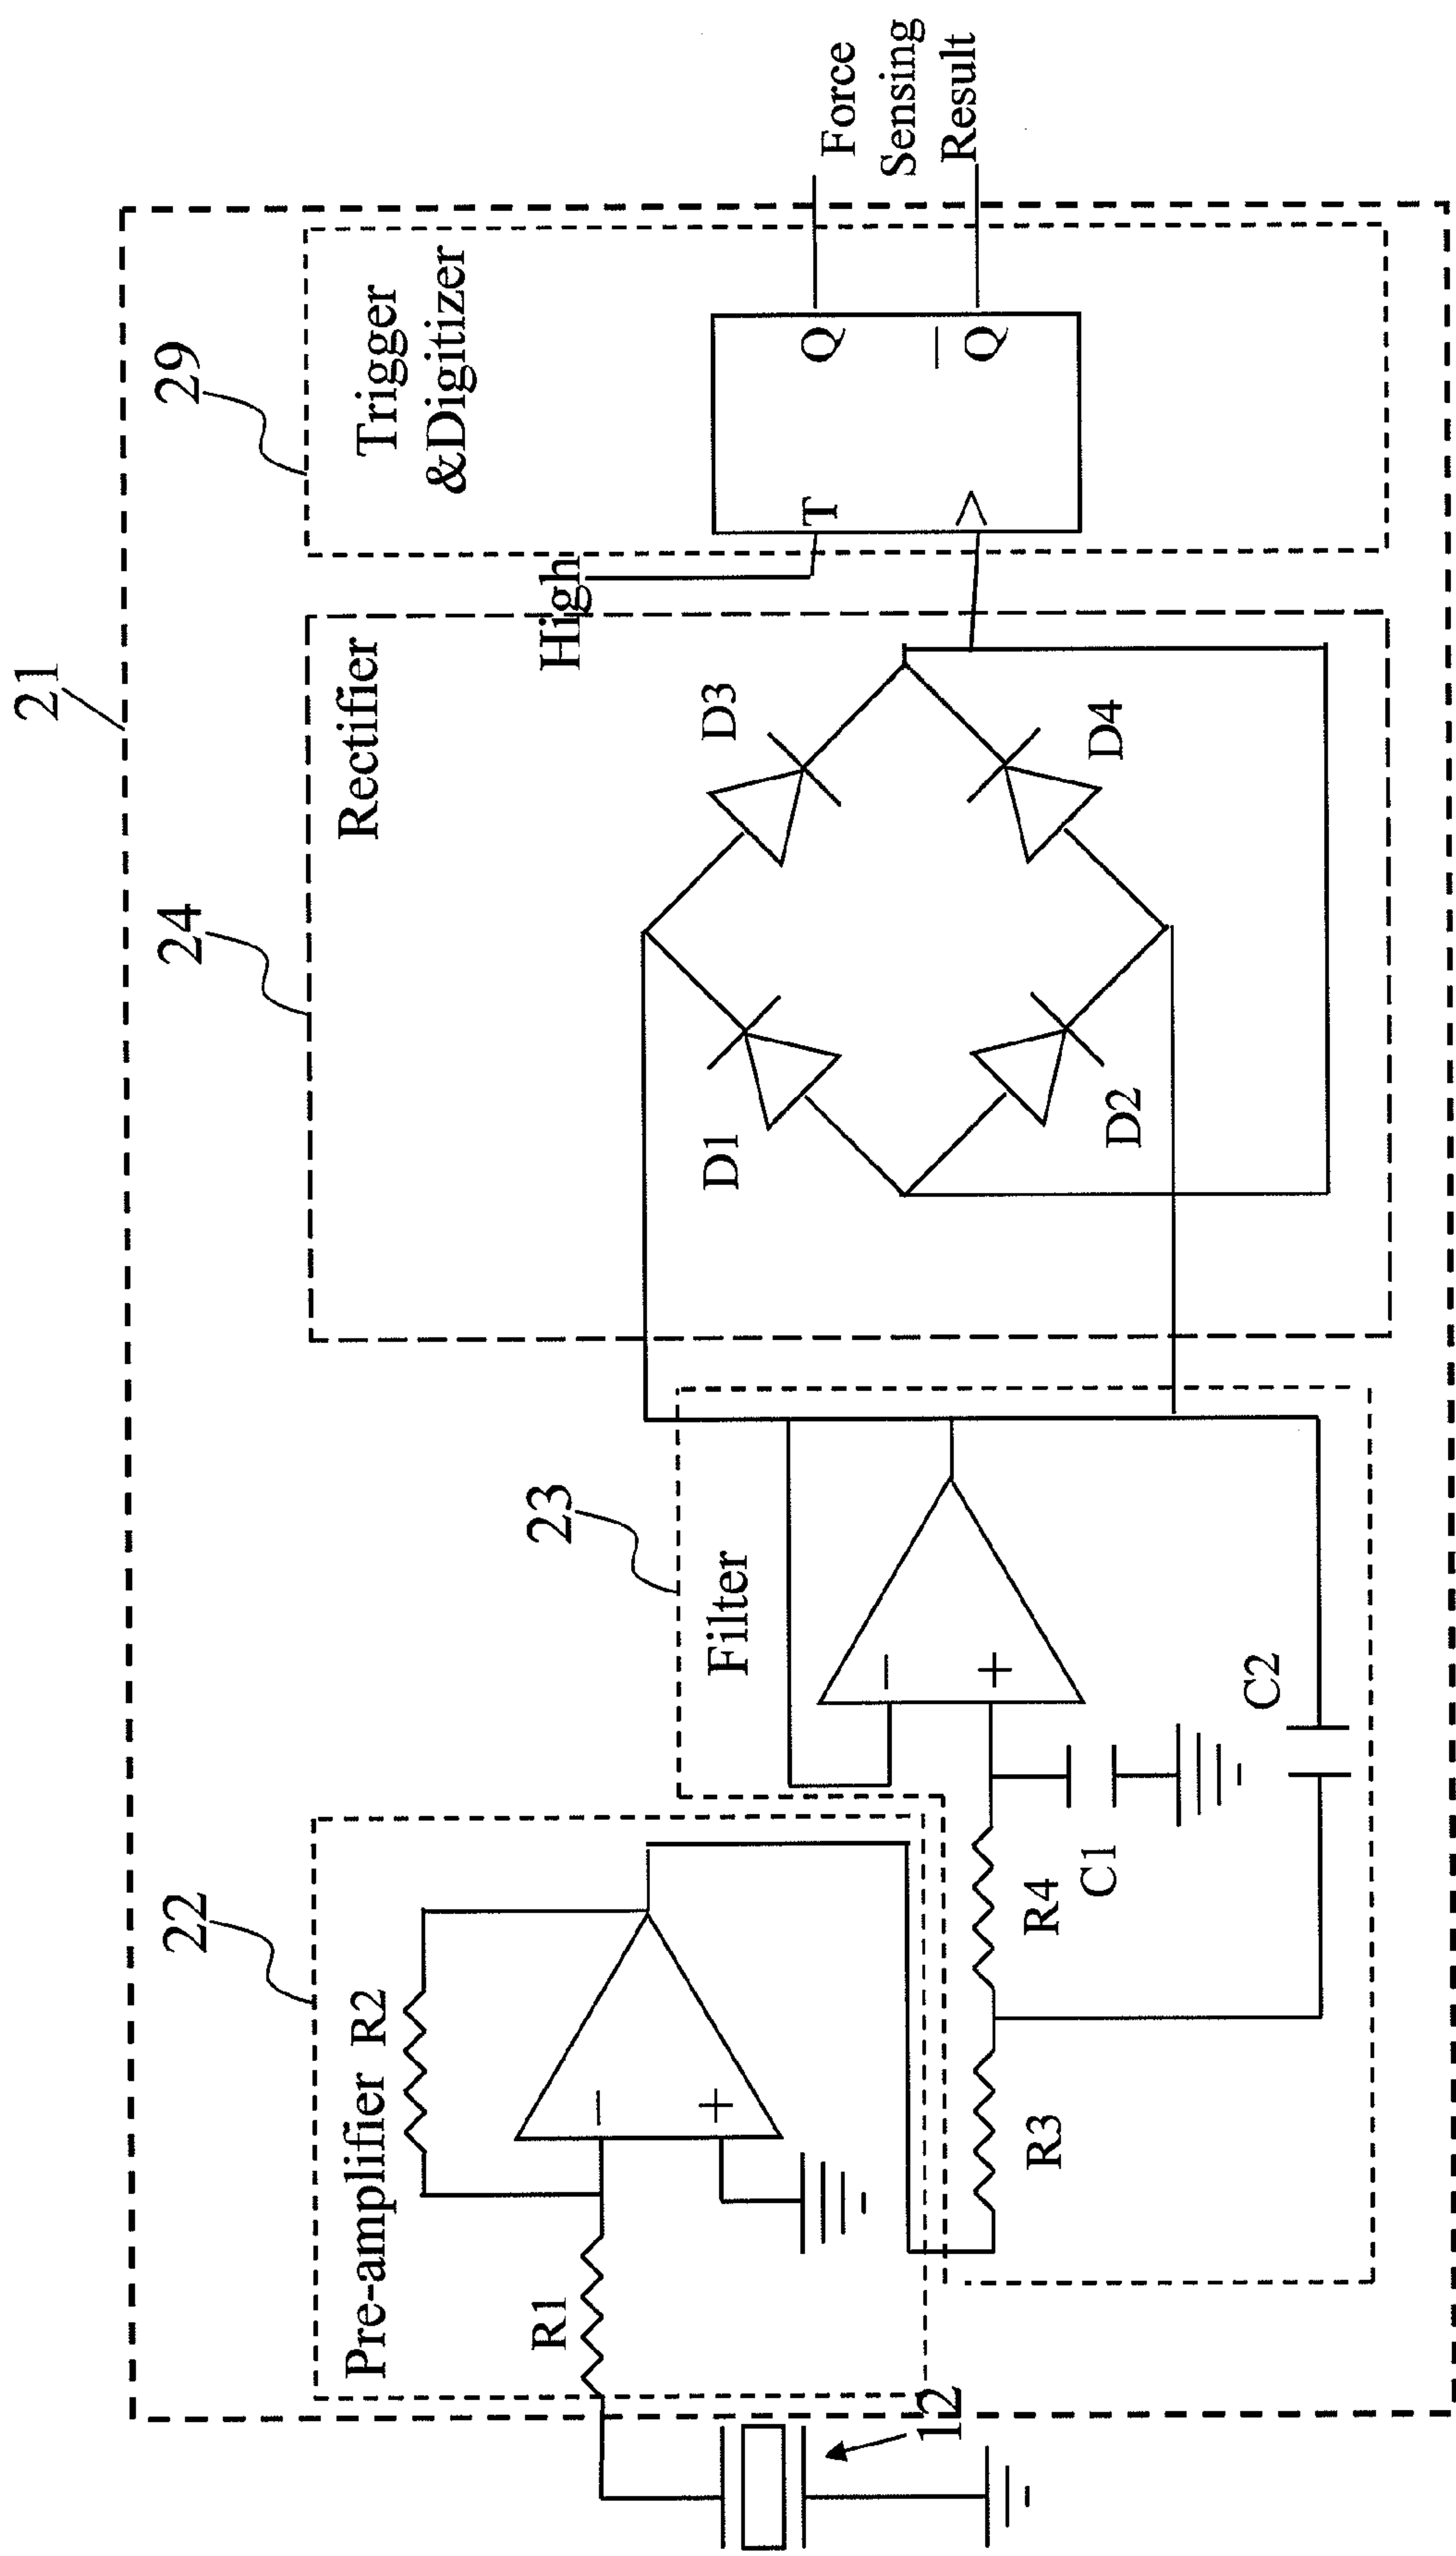 21
22
Pre-amplifier R2
R1
−
+
12
23
Filter
−
+
R3
R4
C1
C2
24
Rectifier
D1
D2
D3
D4
High
29
Trigger
&Digitizer
T
>
Q
Q̅
Force
Sensing
Result